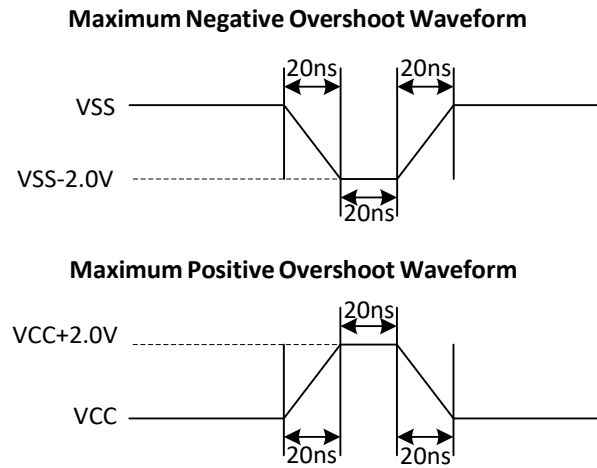 Maximum Negative Overshoot Waveform
20ns
20ns
VSS
VSS-2.0V
20ns
Maximum Positive Overshoot Waveform
20ns
VCC+2.0V
VCC
20ns
20ns